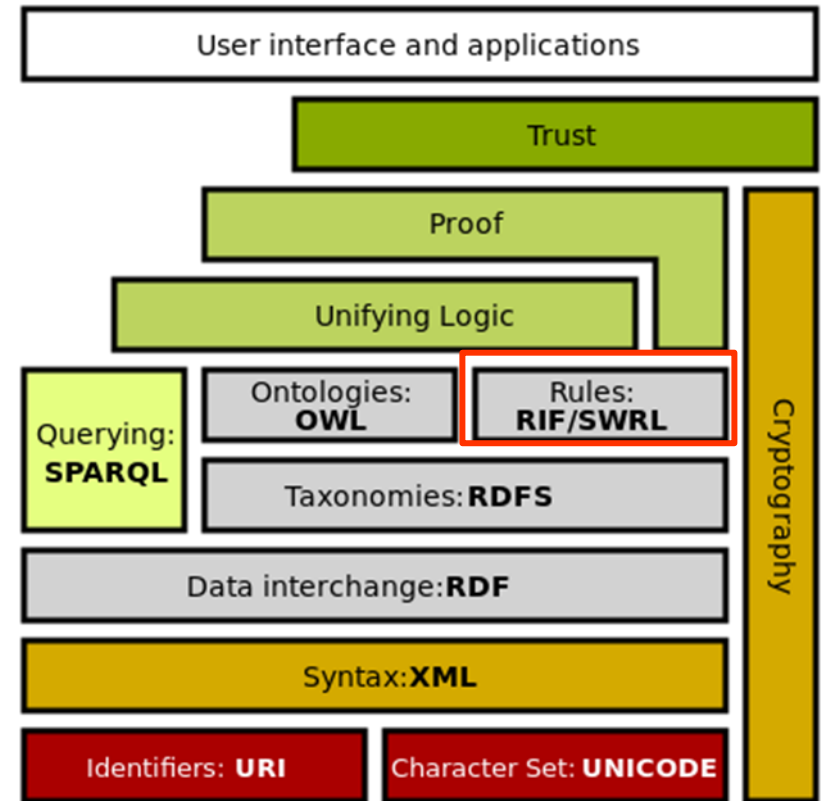 User interface and applications
Trust
Proof
Unifying Logic
Querying:
SPARQL
Ontologies:
OWL
Rules:
RIF/SWRL
Taxonomies:RDFS
Data interchange:RDF
Syntax:XML
Identifiers: URI
Character Set: UNICODE
Cryptography